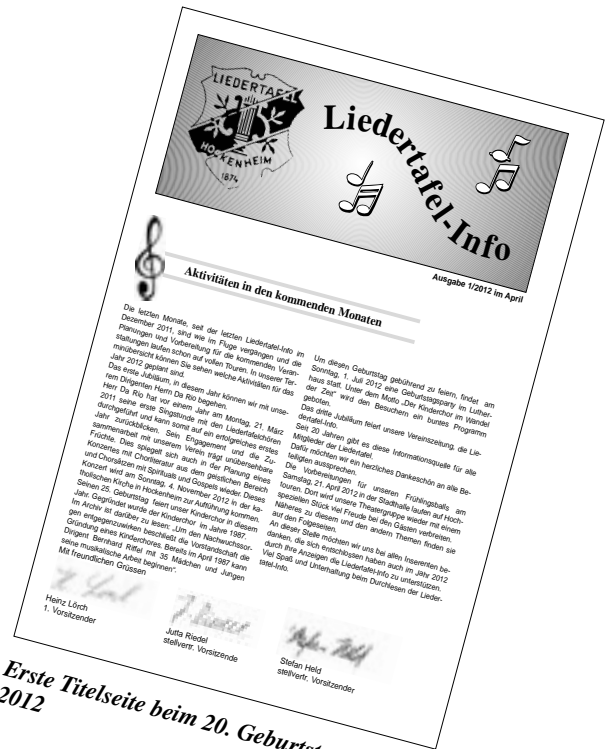 LIEDERTAFEL
HOCKENHEIM
1874
Liedertafel-Info
Ausgabe 1/2012 im April
Aktivitäten in den kommenden Monaten
Die letzten Monate, seit der letzten Liedertafel-Info im
Dezember 2011, sind wie im Fluge vergangen und die
Planungen und Vorbereitung für die kommenden Veran-
staltungen laufen schon auf vollen Touren. In unserer Ter-
minübersicht können Sie sehen welche Aktivitäten für das
Jahr 2012 geplant sind.
Das erste Jubiläum, in diesem Jahr können wir mit unse-
rem Dirigenten Herrn Da Rio begehen.
Herr Da Rio hat vor einem Jahr am Montag, 21. März
2011 seine erste Singstunde mit den Liedertafelchören
durchgeführt und kann somit auf ein erfolgreiches erstes
Jahr zurückblicken. Sein Engagement und die Zu-
sammenarbeit mit unserem Verein trägt unübersehbare
Früchte. Dies spiegelt sich auch in der Planung eines
Konzertes mit Chorliteratur aus dem geistlichen Bereich
und Chorsätzen mit Spirituals und Gospels wieder. Dieses
Konzert wird am Sonntag, 4. November 2012 in der ka-
tholischen Kirche in Hockenheim zur Aufführung kommen.
Seinen 25. Geburtstag feiert unser Kinderchor in diesem
Jahr. Gegründet wurde der Kinderchor im Jahre 1987.
Im Archiv ist darüber zu lesen: „Um den Nachwuchssor-
gen entgegenzuwirken beschließt die Vorstandschaft die
Gründung eines Kinderchores. Bereits im April 1987 kann
Dirigent Bernhard Riffel mit 35 Mädchen und Jungen
seine musikalische Arbeit beginnen“.
Mit freundlichen Grüssen
Um diesen Geburtstag gebührend zu feiern, findet am
Sonntag, 1. Juli 2012 eine Geburtstagsparty im Luther-
haus statt. Unter dem Motto „Der Kinderchor im Wandel
der Zeit“ wird den Besuchern ein buntes Programm
geboten.
Das dritte Jubiläum feiert unsere Vereinszeitung, die Lie-
dertafel-Info.
Seit 20 Jahren gibt es diese Informationsquelle für alle
Mitglieder der Liedertafel.
Dafür möchten wir ein herzliches Dankeschön an alle Be-
teiligten aussprechen.
Die Vorbereitungen für unseren Frühlingsballs am
Samstag, 21. April 2012 in der Stadthalle laufen auf Hoch-
touren. Dort wird unsere Theatergruppe wieder mit einem
speziellen Stück viel Freude bei den Gästen verbreiten.
Näheres zu diesem und den andern Themen finden sie
auf den Folgeseiten.
An dieser Stelle möchten wir uns bei allen Inserenten be-
danken, die sich entschlossen haben auch im Jahr 2012
durch Ihre Anzeigen die Liedertafel-Info zu unterstützen.
Viel Spaß und Unterhaltung beim Durchlesen der Lieder-
tafel-Info.
Heinz Lörch
1. Vorsitzender
Jutta Riedel
stellvertr. Vorsitzende
Stefan Held
stellvertr. Vorsitzender
Erste Titelseite beim 20. Geburtst
2012